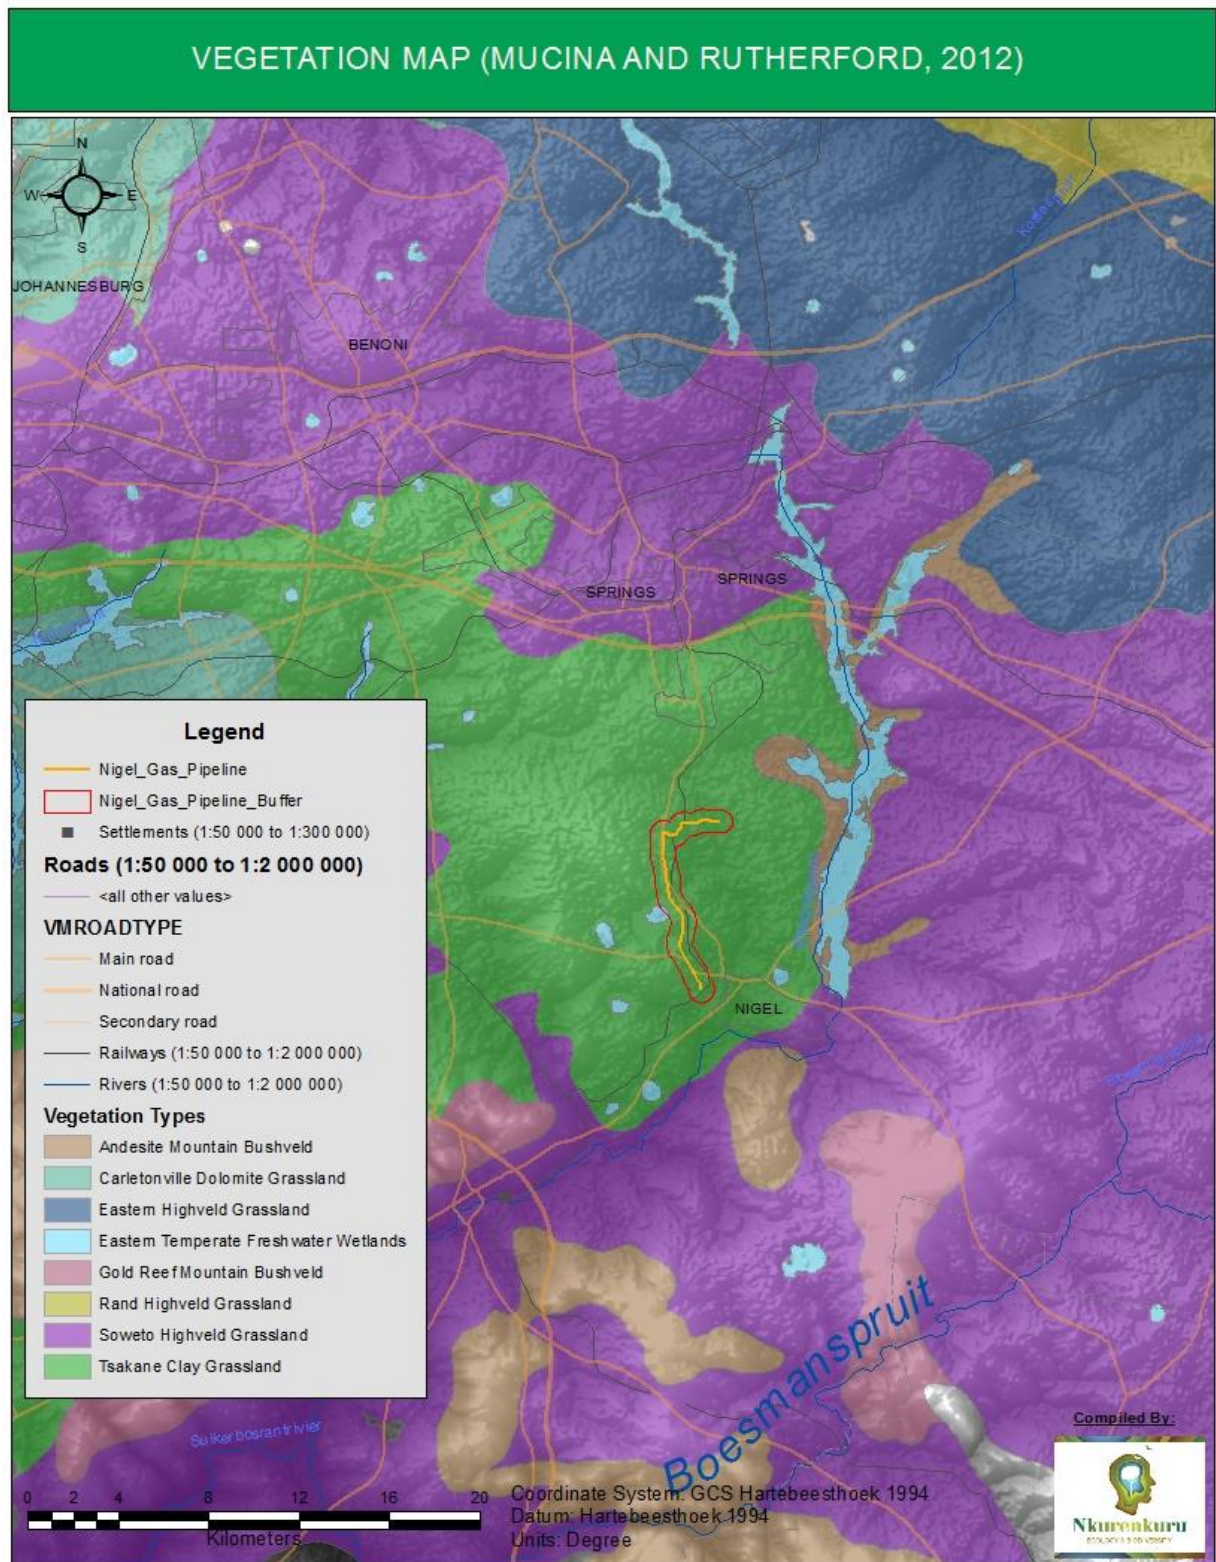 VEGETATION MAP (MUCINA AND RUTHERFORD, 2012)
N
W E
S
JOHANNESBURG
BENONI
SPRINGS
SPRINGS
NIGEL
Legend
Nigel_Gas_Pipeline
Nigel_Gas_Pipeline_Buffer
Settlements (1:50 000 to 1:300 000)
Roads (1:50 000 to 1:2 000 000)
<all other values>
VMROADTYPE
Main road
National road
Secondary road
Railways (1:50 000 to 1:2 000 000)
Rivers (1:50 000 to 1:2 000 000)
Vegetation Types
Andesite Mountain Bushveld
Carletonville Dolomite Grassland
Eastern Highveld Grassland
Eastern Temperate Freshwater Wetlands
Gold Reef Mountain Bushveld
Rand Highveld Grassland
Soweto Highveld Grassland
Tsakane Clay Grassland
Boesmanspruit
Suikerbosrantrivier
0 2 4 8 12 16 20
Kilometers
Coordinate System: GCS Hartebeesthoek 1994
Datum: Hartebeesthoek 1994
Units: Degree
Compiled By:
Nkurenkuru
ECOLOGY & BIODIVERSITY